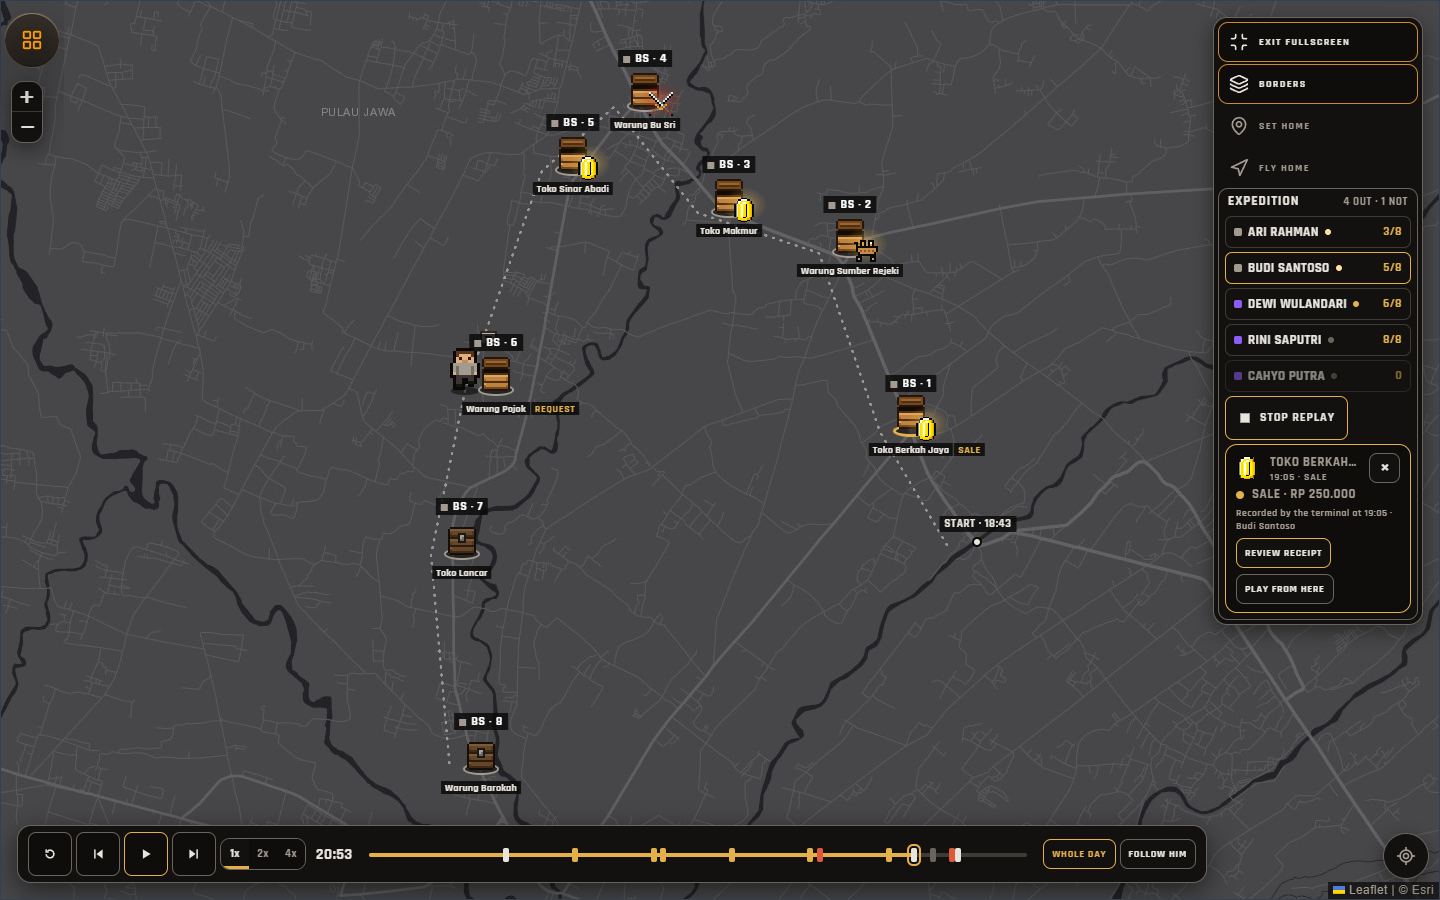 EXIT FULLSCREEN
BORDERS
SET HOME
FLY HOME
EXPEDITION
4 OUT · 1 NOT
ARI RAHMAN
3/8
BUDI SANTOSO
5/8
DEWI WULANDARI
6/8
RINI SAPUTRI
8/8
CAHYO PUTRA
0
STOP REPLAY
TOKO BERKAH...
19:05 · SALE
SALE · RP 250.000
Recorded by the terminal at 19:05 ·
Budi Santoso
REVIEW RECEIPT
PLAY FROM HERE
+
−
PULAU JAWA
BS · 4
Warung Bu Sri
BS · 5
Toko Sinar Abadi
BS · 3
Toko Makmur
BS · 2
Warung Sumber Rejeki
BS · 6
Warung Pojok
REQUEST
BS · 1
Toko Berkah Jaya
SALE
BS · 7
Toko Lancar
START · 18:43
BS · 8
Warung Barokah
1x
2x
4x
20:53
WHOLE DAY
FOLLOW HIM
Leaflet | © Esri